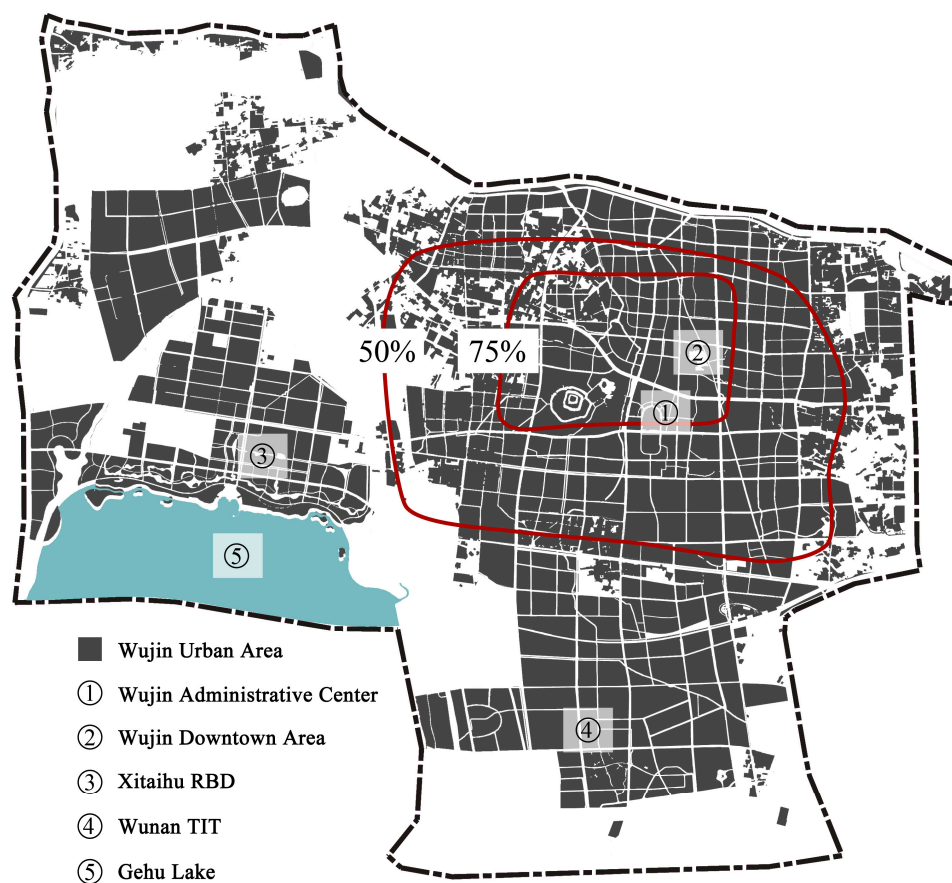 50%
75%
②
①
③
⑤
④
Wujin Urban Area
① Wujin Administrative Center
② Wujin Downtown Area
③ Xitaihu RBD
④ Wunan TIT
⑤ Gehu Lake